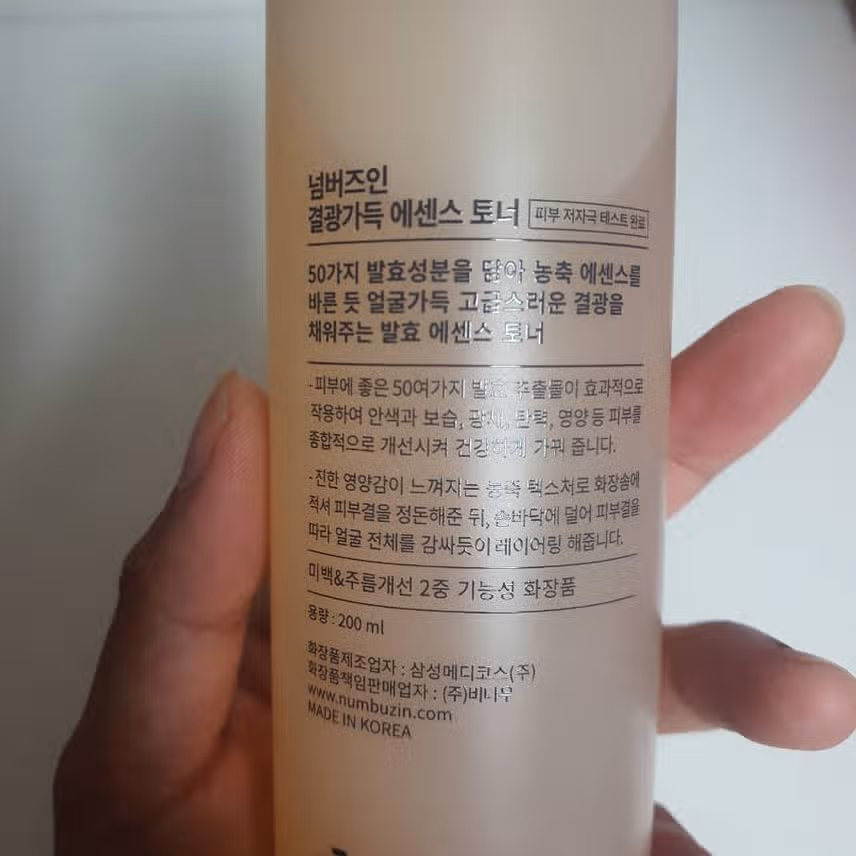 넘버즈인
결광가득 에센스 토너 피부 저자극 테스트 완료
50가지 발효성분을 담아 농축 에센스를
바른 듯 얼굴가득 고급스러운 결광을
채워주는 발효 에센스 토너
-피부에 좋은 50여가지 발효 추출물이 효과적으로
작용하여 안색과 보습, 광채, 탄력, 영양 등 피부를
종합적으로 개선시켜 건강하게 가꿔 줍니다.
-진한 영양감이 느껴지는 농축 텍스처로 화장솜에
적셔 피부결을 정돈해준 뒤, 손바닥에 덜어 피부결을
따라 얼굴 전체를 감싸듯이 레이어링 해줍니다.
미백&주름개선 2중 기능성 화장품
용량 : 200 ml
화장품제조업자 : 삼성메디코스(주)
화장품책임판매업자 : (주)비나우
www.numbuzin.com
MADE IN KOREA